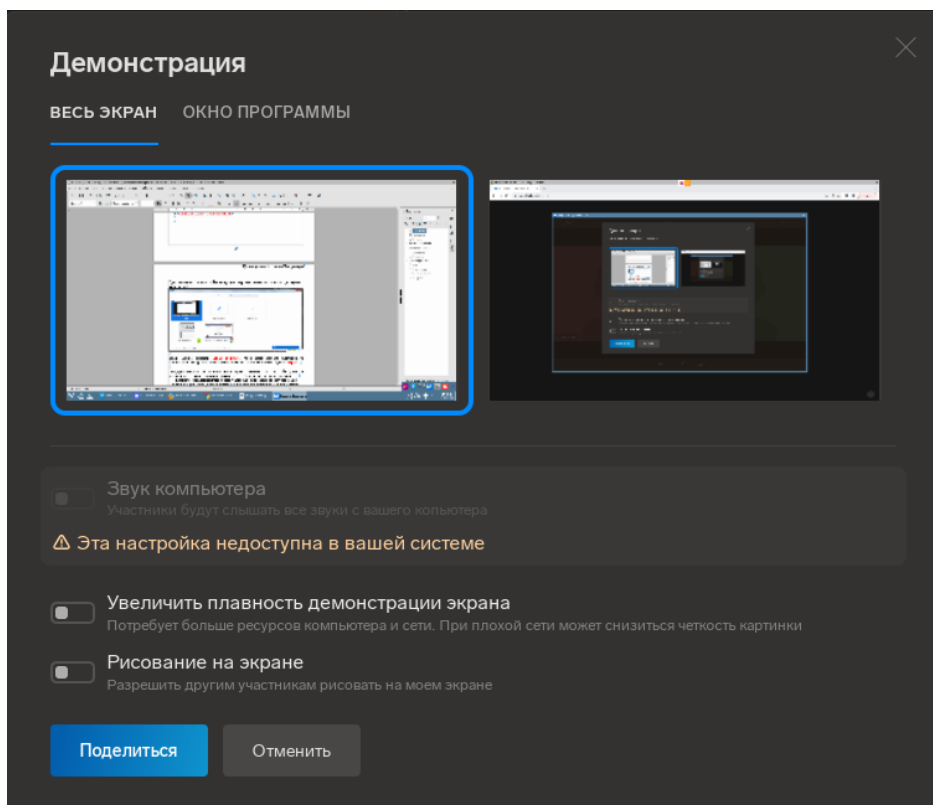 Демонстрация
ВЕСЬ ЭКРАН ОКНО ПРОГРАММЫ
Звук компьютера
Участники будут слышать все звуки с вашего копьютера
Эта настройка недоступна в вашей системе
Увеличить плавность демонстрации экрана
Потребует больше ресурсов компьютера и сети. При плохой сети может снизиться четкость картинки
Рисование на экране
Разрешить другим участникам рисовать на моем экране
Поделиться Отменить